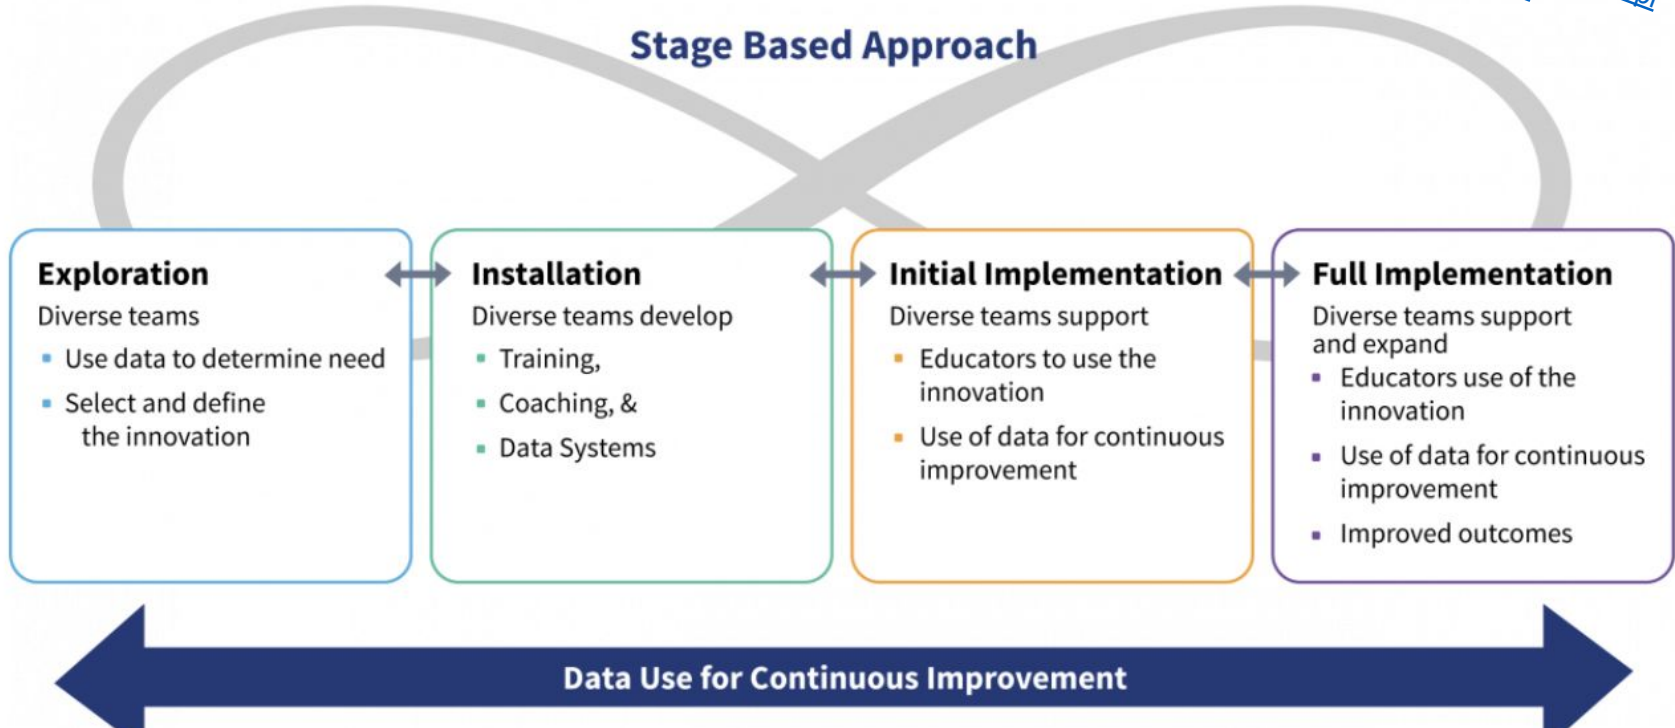 Stage Based Approach
Exploration
Diverse teams
Use data to determine need
Select and define
the innovation
Installation
Diverse teams develop
Training,
Coaching, &
Data Systems
Initial Implementation
Diverse teams support
Educators to use the
innovation
Use of data for continuous
improvement
Full Implementation
Diverse teams support
and expand
Educators use of the
innovation
Use of data for continuous
improvement
Improved outcomes
Data Use for Continuous Improvement